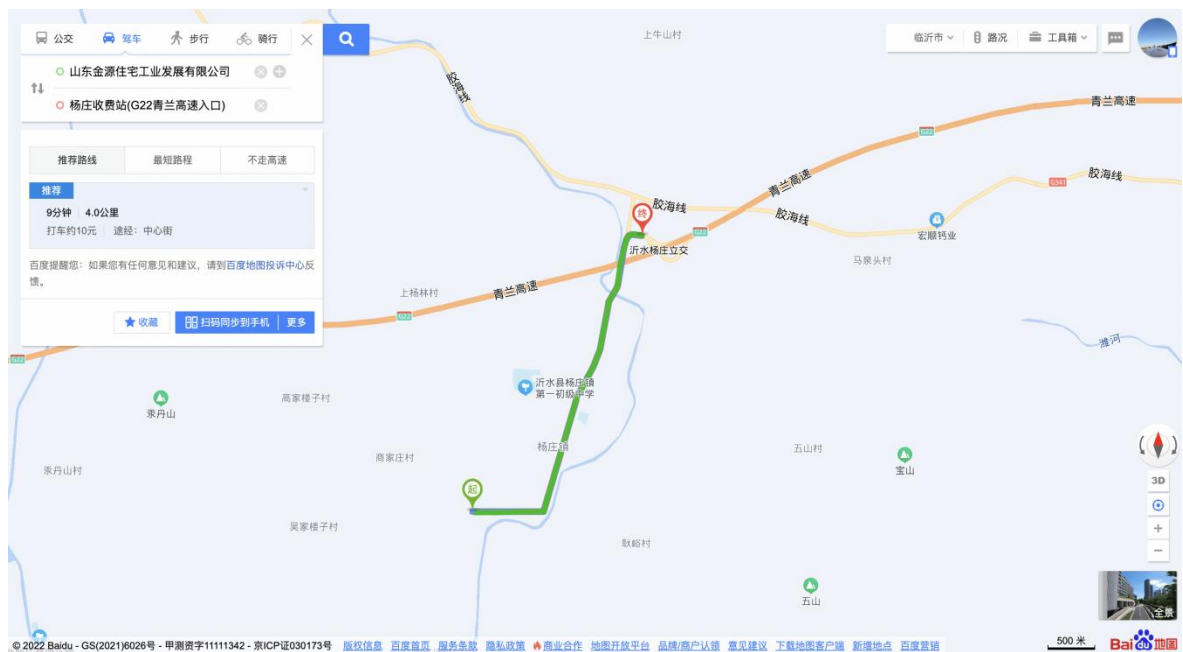 公交 驾车 步行 骑行
山东金源住宅工业发展有限公司
杨庄收费站(G22青兰高速入口)
推荐路线 最短路程 不走高速
推荐
9分钟 4.0公里
打车约10元 途经：中心街
百度提醒您：如果您有任何意见和建议，请到百度地图投诉中心反
馈。
收藏 扫码同步到手机 更多
临沂市 路况 工具箱
上牛山村
胶海线
青兰高速
G22
青兰高速
G341
胶海线
胶海线
胶海线
终
宏顺钙业
G22
沂水杨庄立交
马泉头村
青兰高速
上杨林村
G22
潍河
G22
沂水县杨庄镇
第一初级中学
汞丹山
高家楼子村
杨庄镇
五山村
商家庄村
宝山
汞丹山村
3D
起
吴家楼子村
耿峪村
五山
全景
500 米
Bai 地图
© 2022 Baidu - GS(2021)6026号 - 甲测资字11111342 - 京ICP证030173号 版权信息 百度首页 服务条款 隐私政策 商业合作 地图开放平台 品牌/商户认领 意见建议 下载地图客户端 新增地点 百度营销